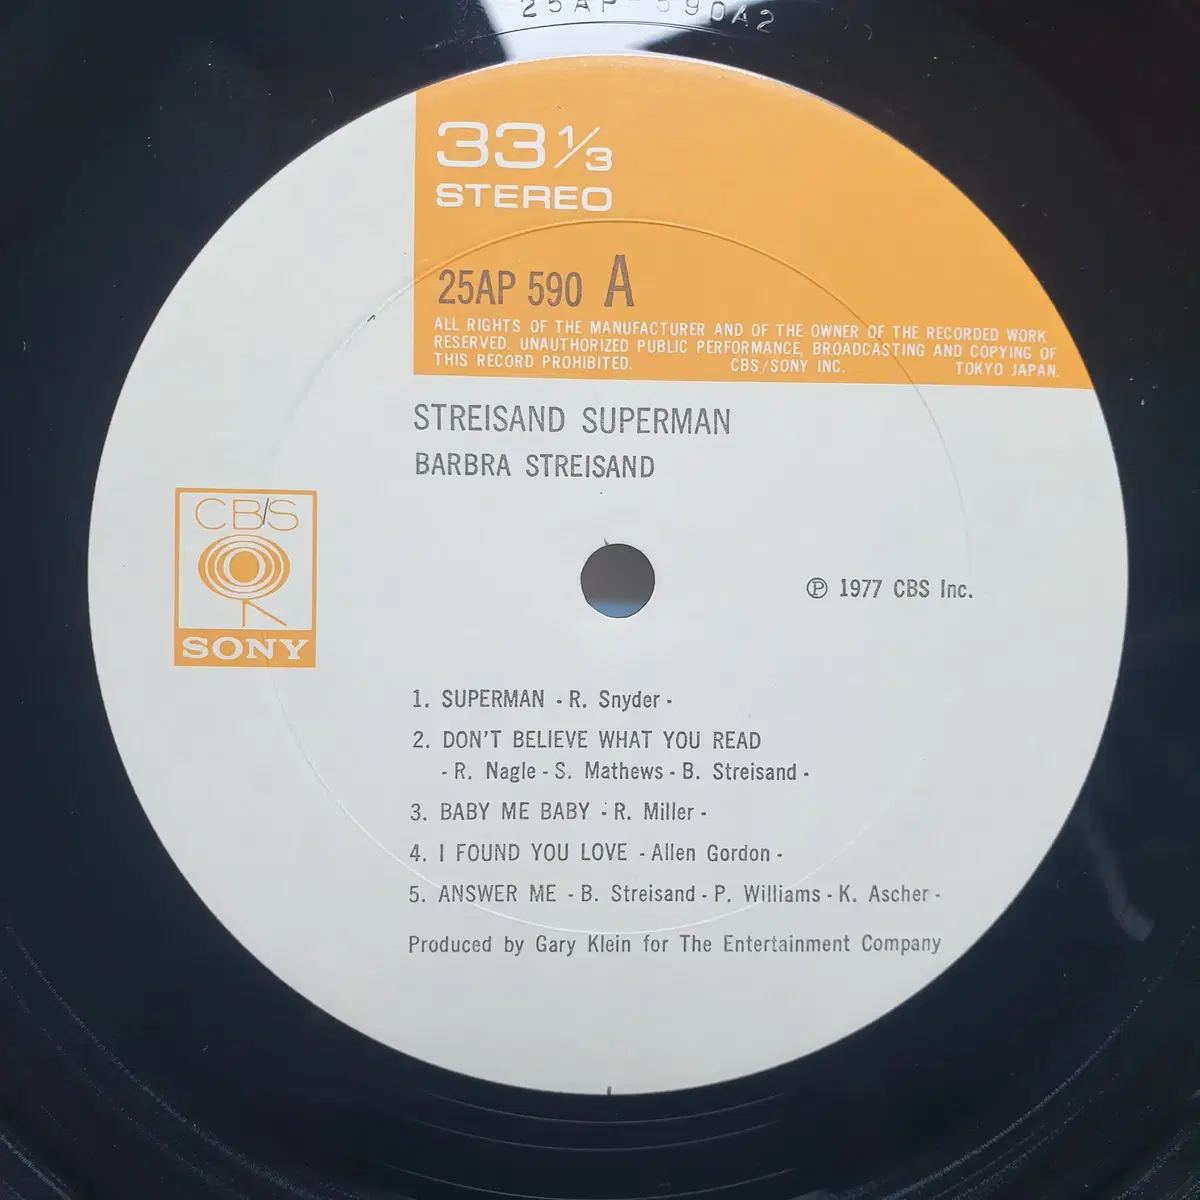 25AP-590A2
33 1/3
STEREO
25AP 590 A
ALL RIGHTS OF THE MANUFACTURER AND OF THE OWNER OF THE RECORDED WORK
RESERVED. UNAUTHORIZED PUBLIC PERFORMANCE, BROADCASTING AND COPYING OF
THIS RECORD PROHIBITED. CBS/SONY INC. TOKYO JAPAN.
STREISAND SUPERMAN
BARBRA STREISAND
CBS
SONY
℗ 1977 CBS Inc.
1. SUPERMAN - R. Snyder -
2. DON'T BELIEVE WHAT YOU READ
- R. Nagle - S. Mathews - B. Streisand -
3. BABY ME BABY - R. Miller -
4. I FOUND YOU LOVE - Allen Gordon -
5. ANSWER ME - B. Streisand - P. Williams - K. Ascher -
Produced by Gary Klein for The Entertainment Company